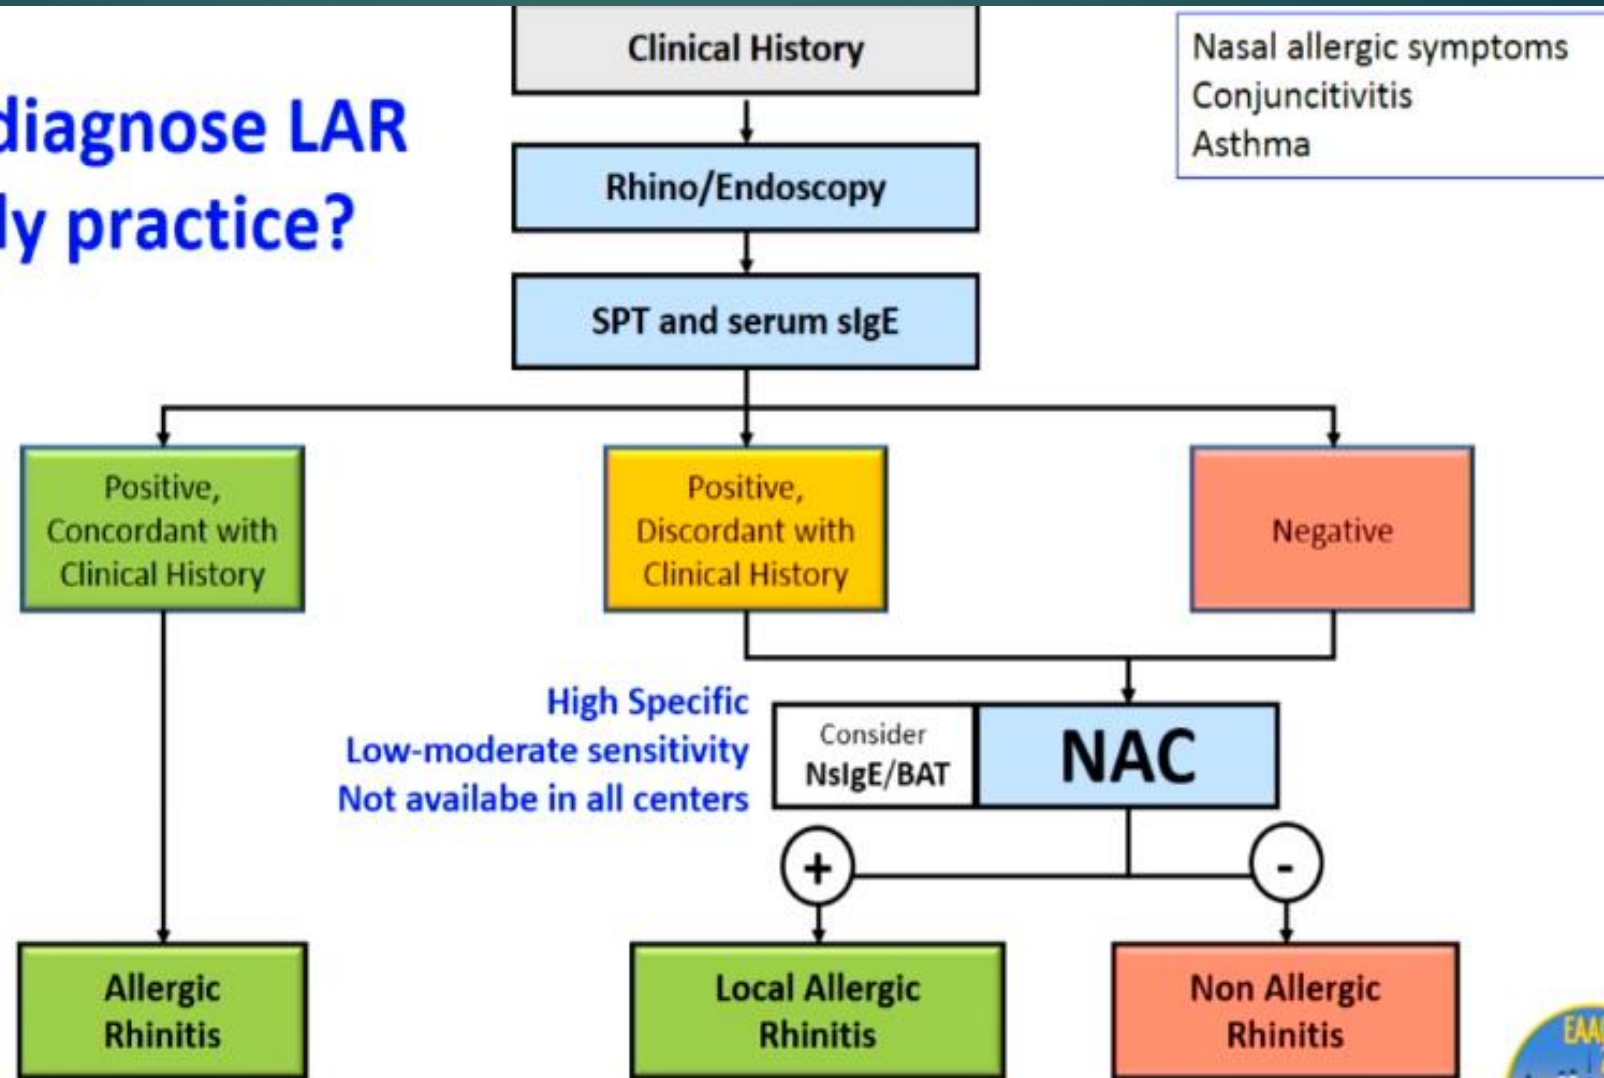 Clinical History
Nasal allergic symptoms
Conjuncitivitis
Asthma
diagnose LAR
ly practice?
Rhino/Endoscopy
SPT and serum sIgE
Positive,
Concordant with
Clinical History
Positive,
Discordant with
Clinical History
Negative
High Specific
Low-moderate sensitivity
Not availabe in all centers
Consider
NsIgE/BAT
NAC
+
-
Allergic
Rhinitis
Local Allergic
Rhinitis
Non Allergic
Rhinitis